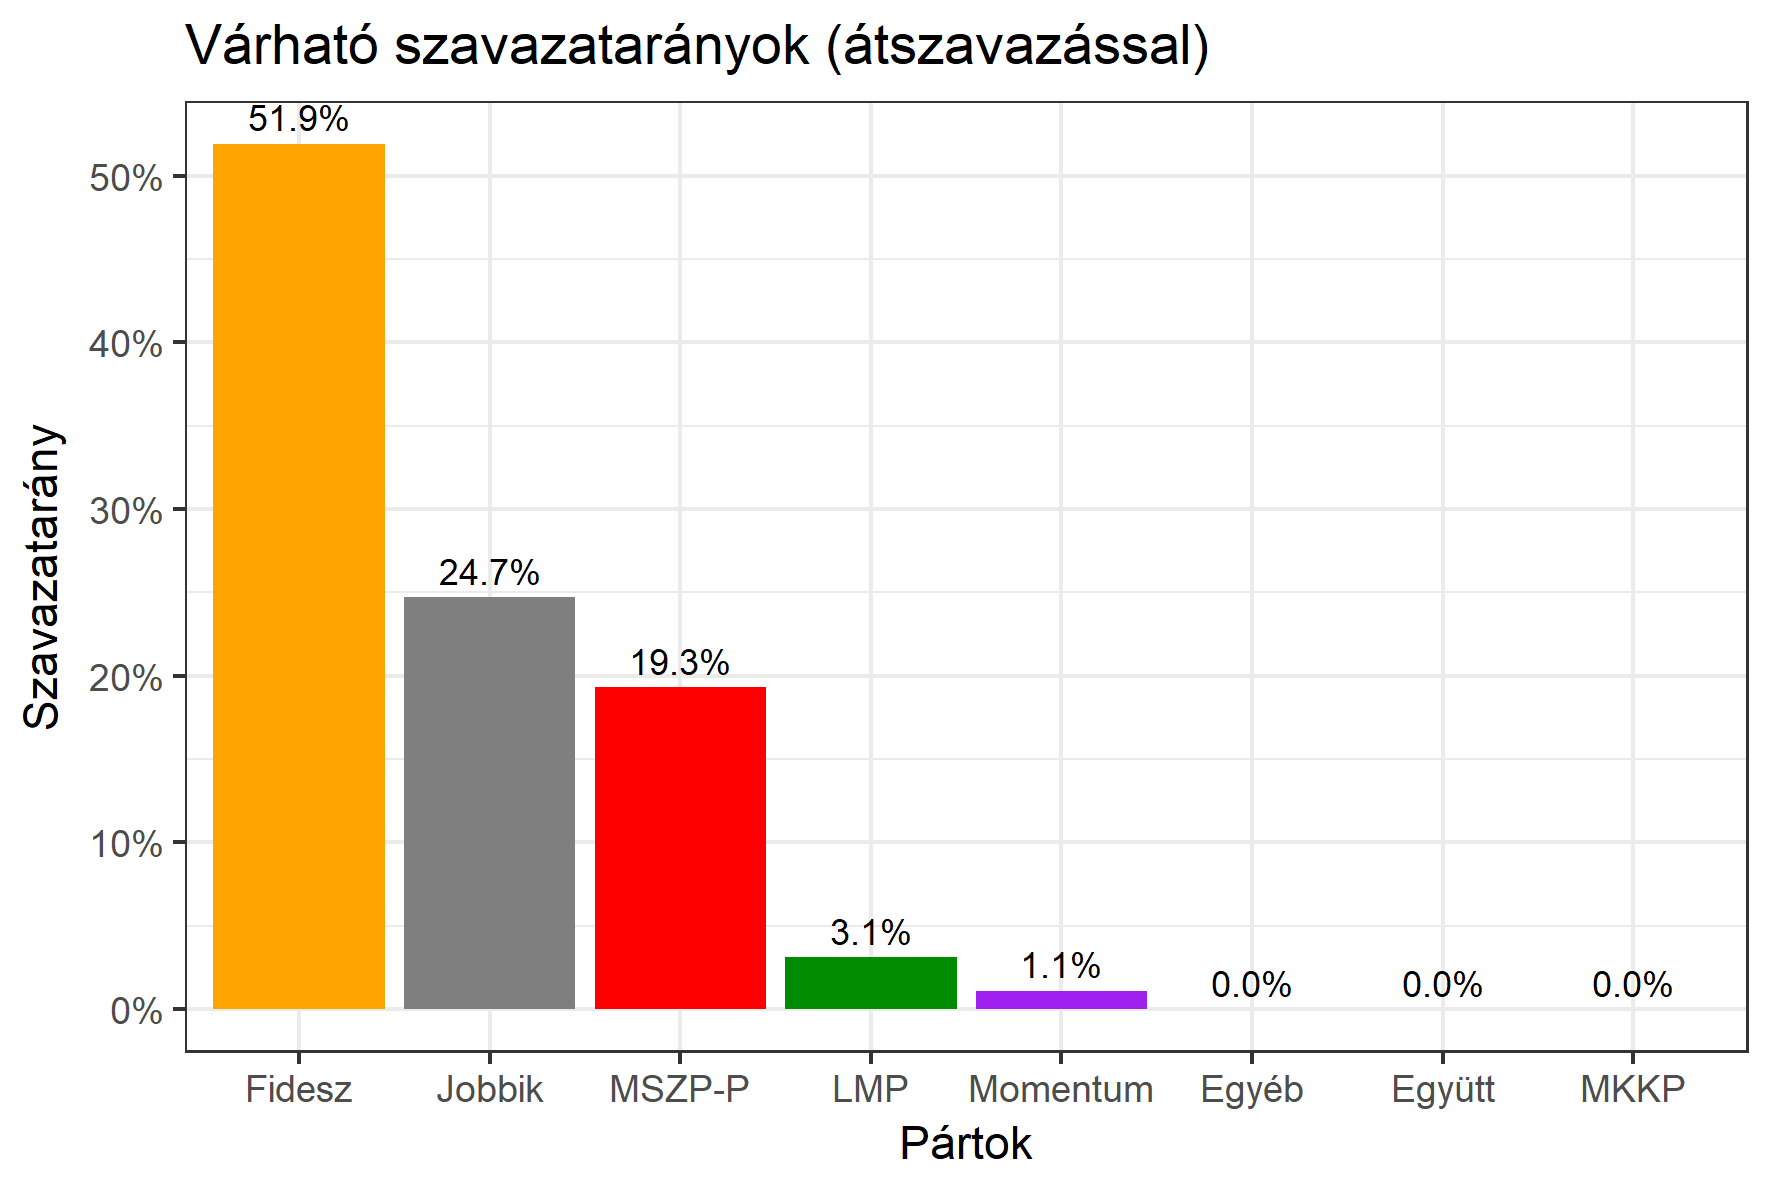 Várható szavazatarányok (átszavazással)
Szavazatarány
50%
40%
30%
20%
10%
0%
51.9%
24.7%
19.3%
3.1%
1.1%
0.0%
0.0%
0.0%
Fidesz
Jobbik
MSZP-P
LMP
Momentum
Egyéb
Együtt
MKKP
Pártok